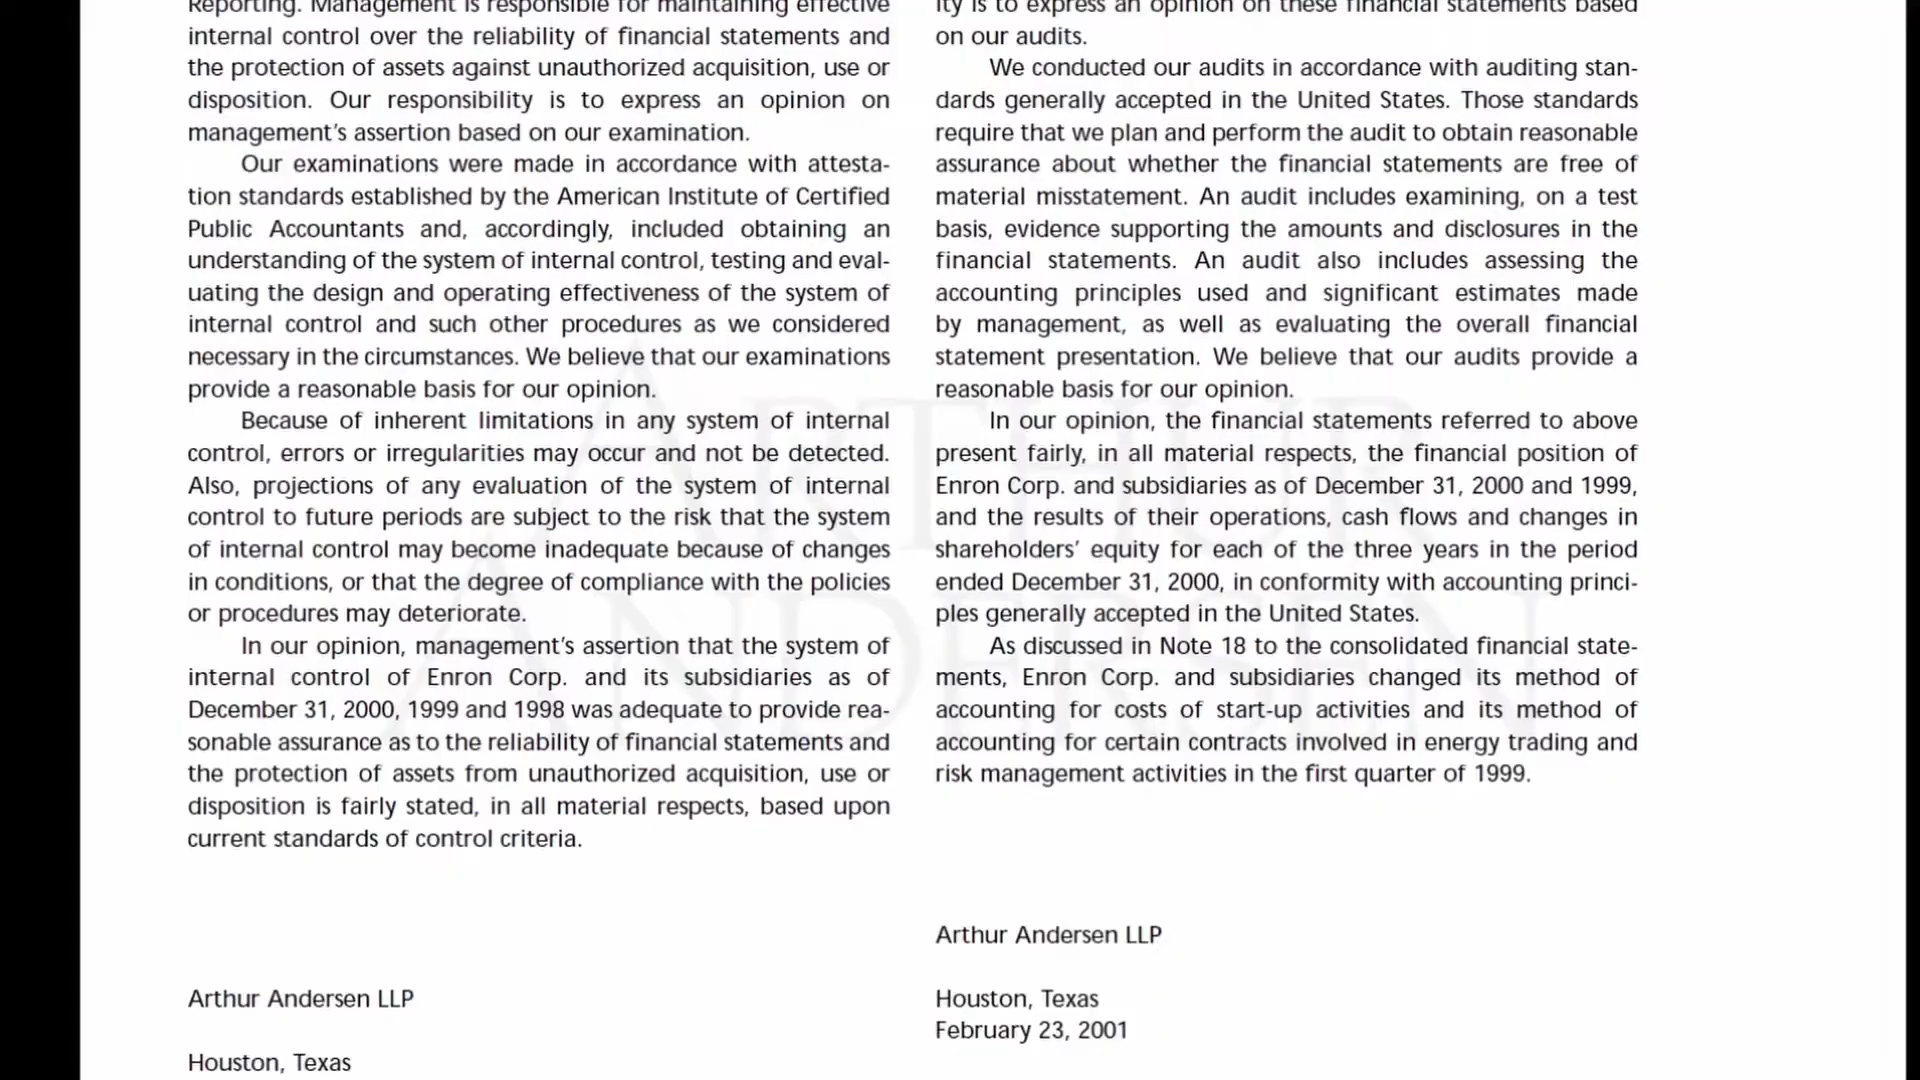 Reporting. Management is responsible for maintaining effective
internal control over the reliability of financial statements and
the protection of assets against unauthorized acquisition, use or
disposition. Our responsibility is to express an opinion on
management's assertion based on our examination.
Our examinations were made in accordance with attesta-
tion standards established by the American Institute of Certified
Public Accountants and, accordingly, included obtaining an
understanding of the system of internal control, testing and eval-
uating the design and operating effectiveness of the system of
internal control and such other procedures as we considered
necessary in the circumstances. We believe that our examinations
provide a reasonable basis for our opinion.
Because of inherent limitations in any system of internal
control, errors or irregularities may occur and not be detected.
Also, projections of any evaluation of the system of internal
control to future periods are subject to the risk that the system
of internal control may become inadequate because of changes
in conditions, or that the degree of compliance with the policies
or procedures may deteriorate.
In our opinion, management's assertion that the system of
internal control of Enron Corp. and its subsidiaries as of
December 31, 2000, 1999 and 1998 was adequate to provide rea-
sonable assurance as to the reliability of financial statements and
the protection of assets from unauthorized acquisition, use or
disposition is fairly stated, in all material respects, based upon
current standards of control criteria.
Arthur Andersen LLP
Houston, Texas
ity is to express an opinion on these financial statements based
on our audits.
We conducted our audits in accordance with auditing stan-
dards generally accepted in the United States. Those standards
require that we plan and perform the audit to obtain reasonable
assurance about whether the financial statements are free of
material misstatement. An audit includes examining, on a test
basis, evidence supporting the amounts and disclosures in the
financial statements. An audit also includes assessing the
accounting principles used and significant estimates made
by management, as well as evaluating the overall financial
statement presentation. We believe that our audits provide a
reasonable basis for our opinion.
In our opinion, the financial statements referred to above
present fairly, in all material respects, the financial position of
Enron Corp. and subsidiaries as of December 31, 2000 and 1999,
and the results of their operations, cash flows and changes in
shareholders' equity for each of the three years in the period
ended December 31, 2000, in conformity with accounting princi-
ples generally accepted in the United States.
As discussed in Note 18 to the consolidated financial state-
ments, Enron Corp. and subsidiaries changed its method of
accounting for costs of start-up activities and its method of
accounting for certain contracts involved in energy trading and
risk management activities in the first quarter of 1999.
Arthur Andersen LLP
Houston, Texas
February 23, 2001
ARTHUR
ANDERSEN